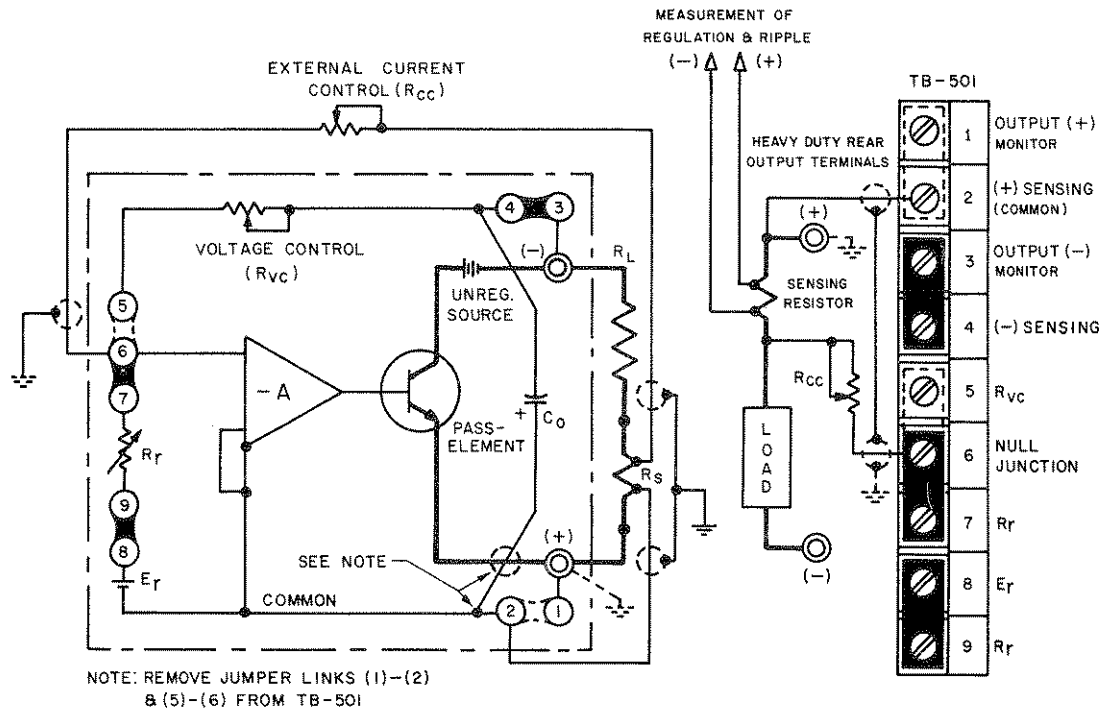 MEASUREMENT OF
REGULATION & RIPPLE
(-) (+)
EXTERNAL CURRENT
CONTROL (RCC)
TB-501
HEAVY DUTY REAR
OUTPUT TERMINALS
1 OUTPUT (+)
MONITOR
2 (+) SENSING
(COMMON)
3 OUTPUT (-)
MONITOR
4 (-) SENSING
5 RVC
6 NULL
JUNCTION
7 Rr
8 Er
9 Rr
(+)
SENSING
RESISTOR
RCC
LOAD
(-)
4 3
VOLTAGE CONTROL
(RVC)
(-)
RL
UNREG.
SOURCE
5
6
7
-A
+ CO
PASS-
ELEMENT
Rr
RS
9
8
(+)
SEE NOTE
Er
COMMON
2 1
NOTE: REMOVE JUMPER LINKS (1)-(2)
& (5)-(6) FROM TB-501